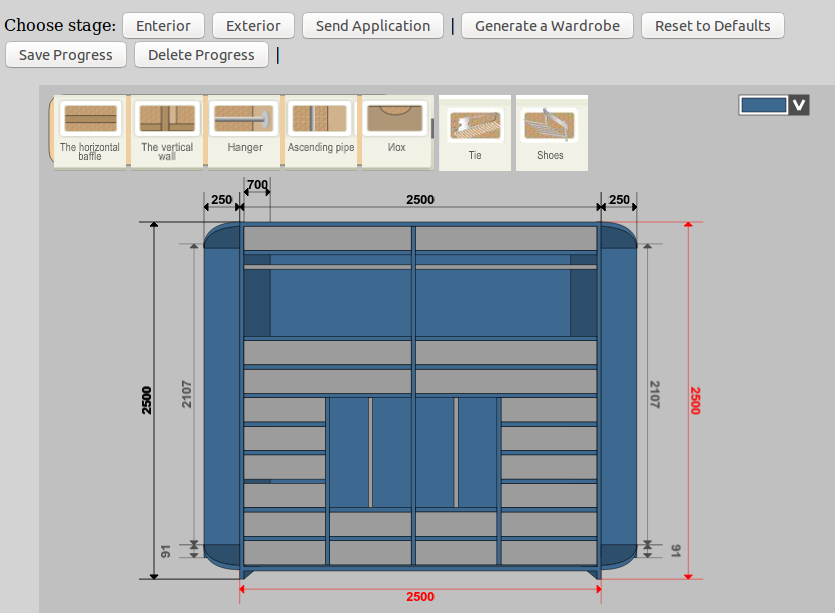 Choose stage: Enterior Exterior Send Application | Generate a Wardrobe Reset to Defaults
Save Progress Delete Progress |
The horizontal baffle
The vertical wall
Hanger
Ascending pipe
Иox
Tie
Shoes
V
700
250
2500
250
2500
2107
91
2107
2500
91
2500